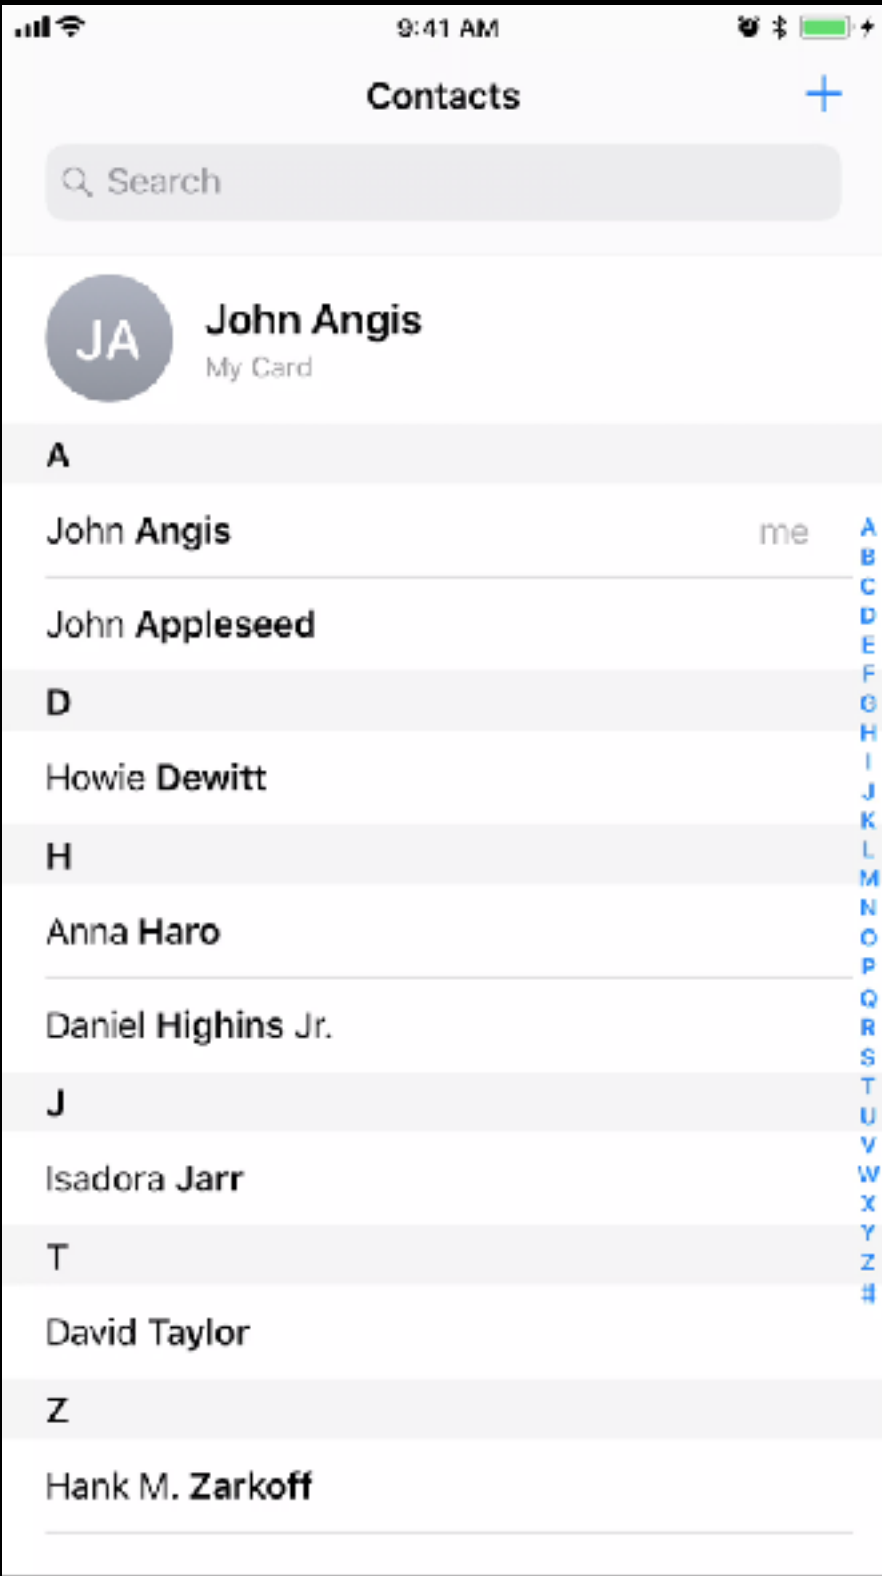 9:41 AM
Contacts
Search
JA
John Angis
My Card
A
John Angis me
John Appleseed
D
Howie Dewitt
H
Anna Haro
Daniel Highins Jr.
J
Isadora Jarr
T
David Taylor
Z
Hank M. Zarkoff
A
B
C
D
E
F
G
H
I
J
K
L
M
N
O
P
Q
R
S
T
U
V
W
X
Y
Z
#